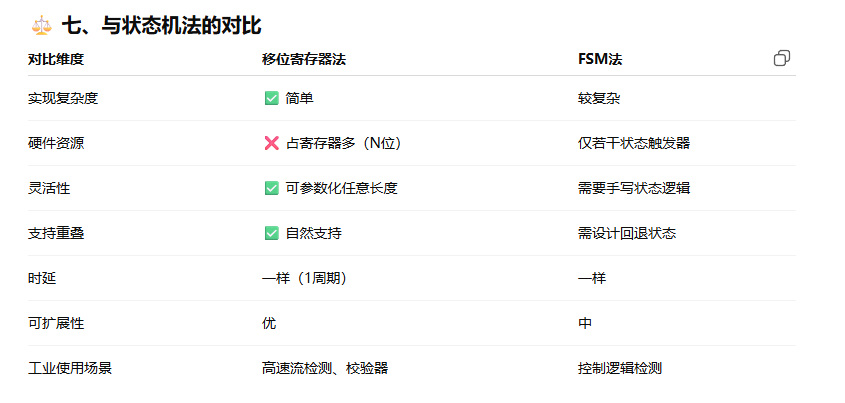 ⚖️ 七、与状态机法的对比
对比维度 移位寄存器法 FSM法
实现复杂度 ✅ 简单 较复杂
硬件资源 ❌ 占寄存器多（N位） 仅若干状态触发器
灵活性 ✅ 可参数化任意长度 需要手写状态逻辑
支持重叠 ✅ 自然支持 需设计回退状态
时延 一样（1周期） 一样
可扩展性 优 中
工业使用场景 高速流检测、校验器 控制逻辑检测